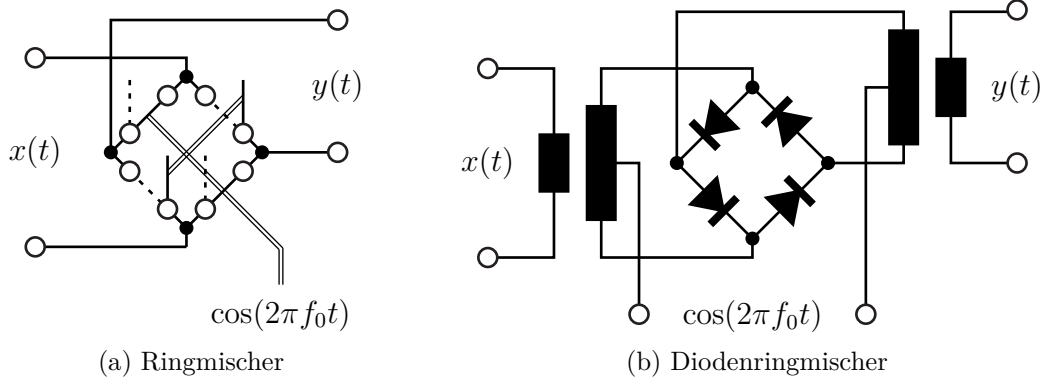 y(t)
x(t)
cos(2πf₀t)
(a) Ringmischer
y(t)
x(t)
cos(2πf₀t)
(b) Diodenringmischer